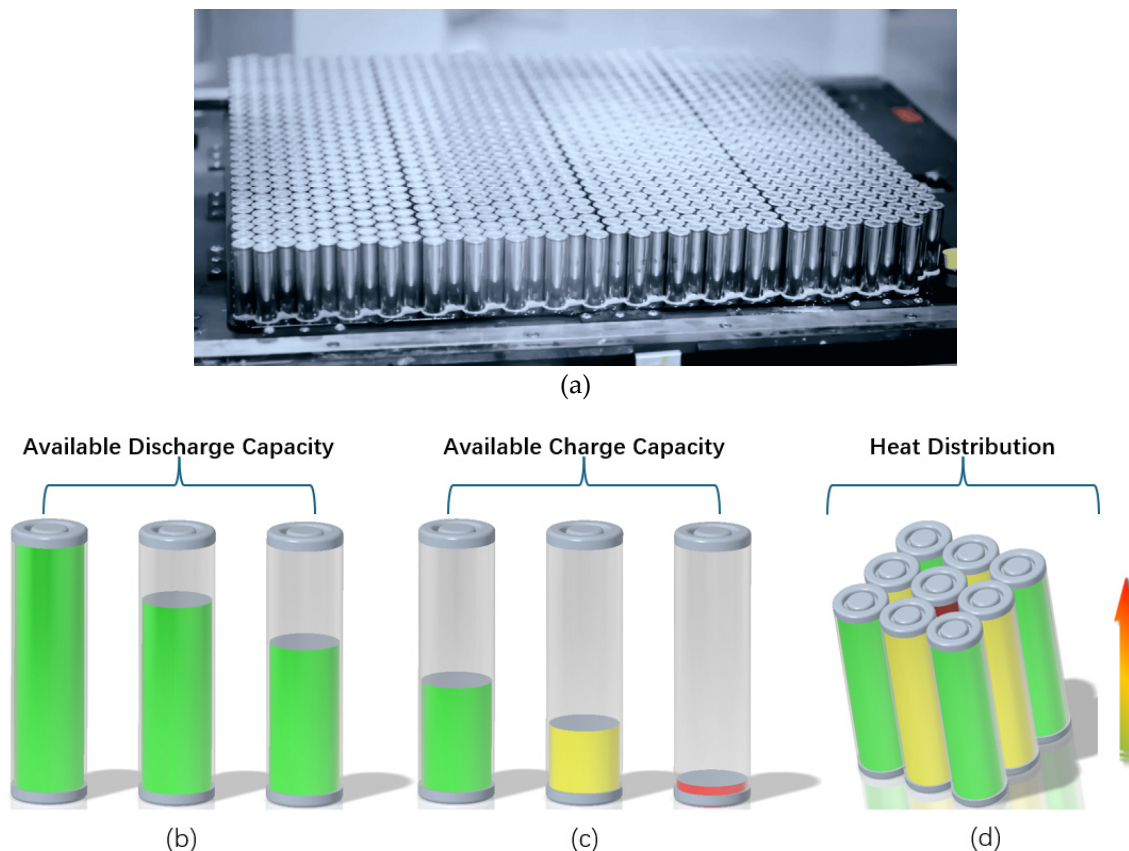 (a)
Available Discharge Capacity
Available Charge Capacity
Heat Distribution
(b)
(c)
(d)